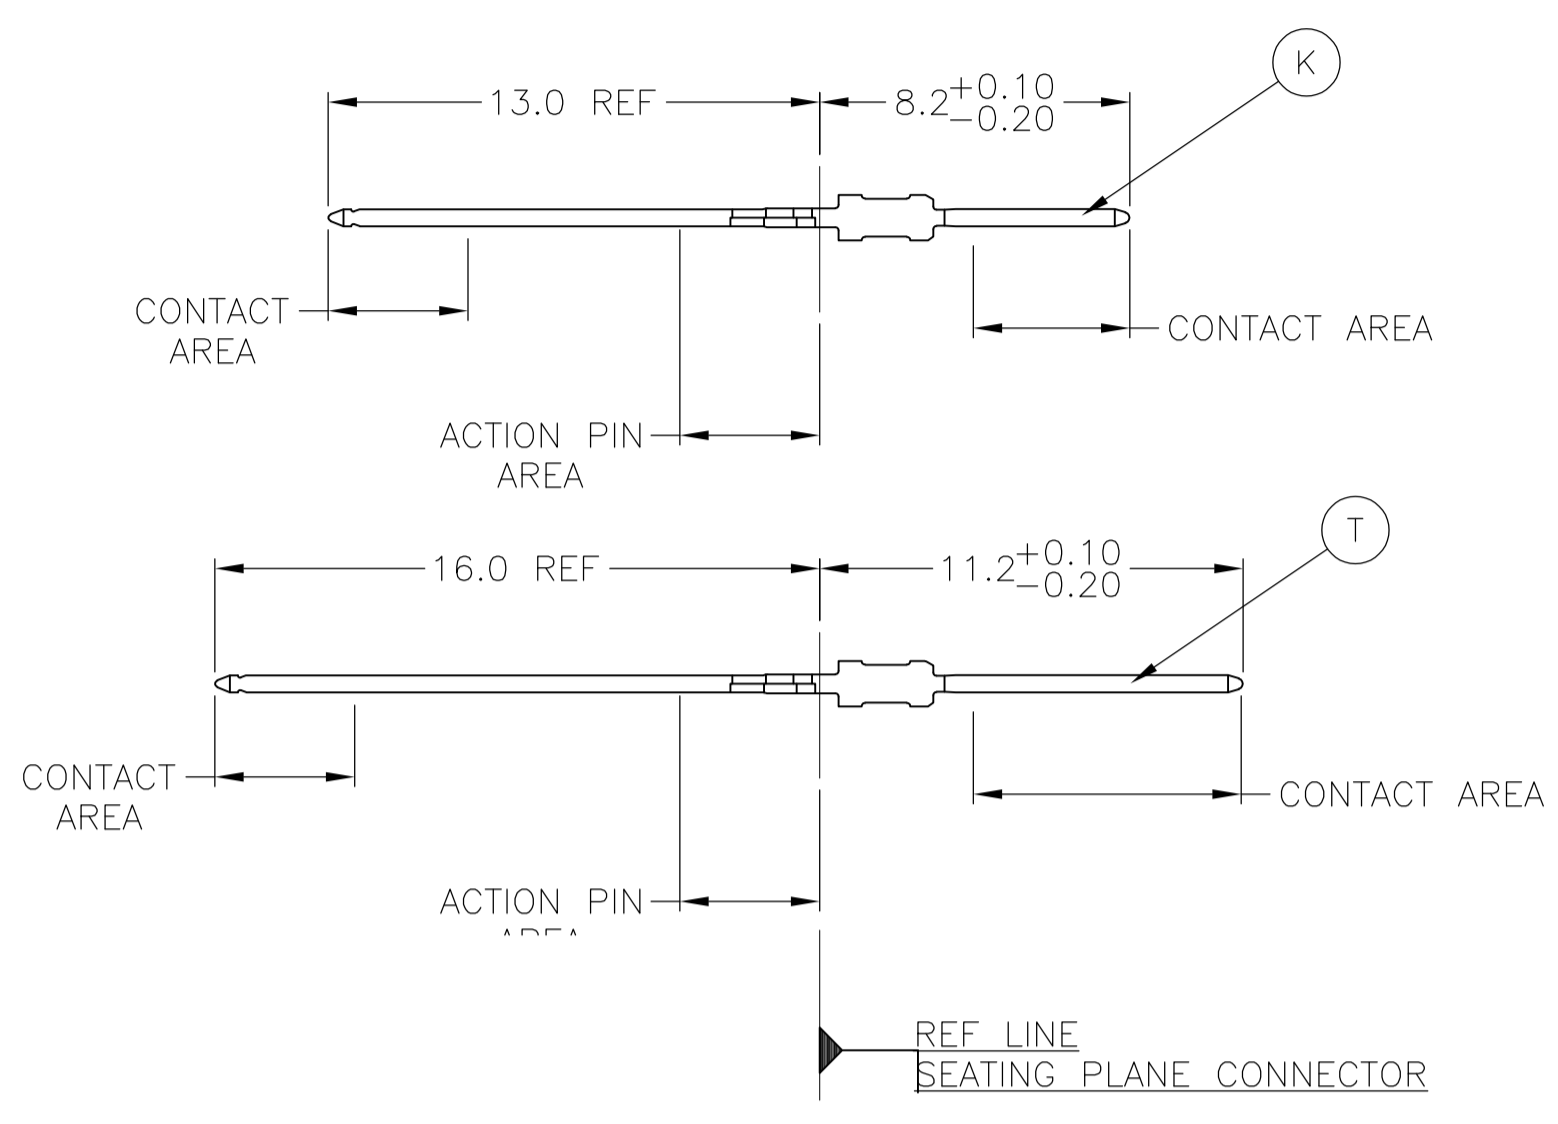 K
13.0 REF
8.2 +0.10
−0.20
CONTACT
AREA
CONTACT AREA
ACTION PIN
AREA
T
16.0 REF
11.2 +0.10
−0.20
CONTACT
AREA
CONTACT AREA
ACTION PIN
REF LINE
SEATING PLANE CONNECTOR